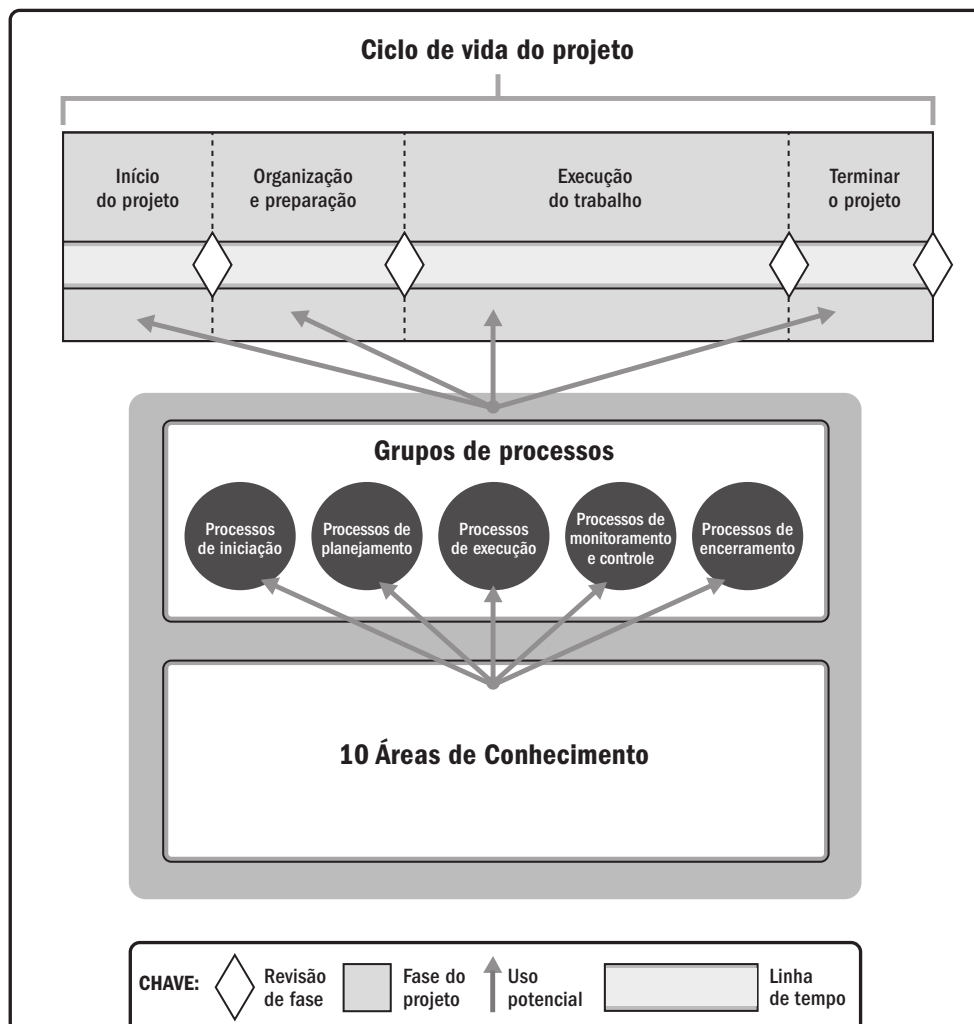 Ciclo de vida do projeto
Início
do projeto
Organização
e preparação
Execução
do trabalho
Terminar
o projeto
Grupos de processos
Processos
de iniciação
Processos de
planejamento
Processos
de execução
Processos de
monitoramento
e controle
Processos de
encerramento
10 Áreas de Conhecimento
CHAVE:
Revisão
de fase
Fase do
projeto
Uso
potencial
Linha
de tempo